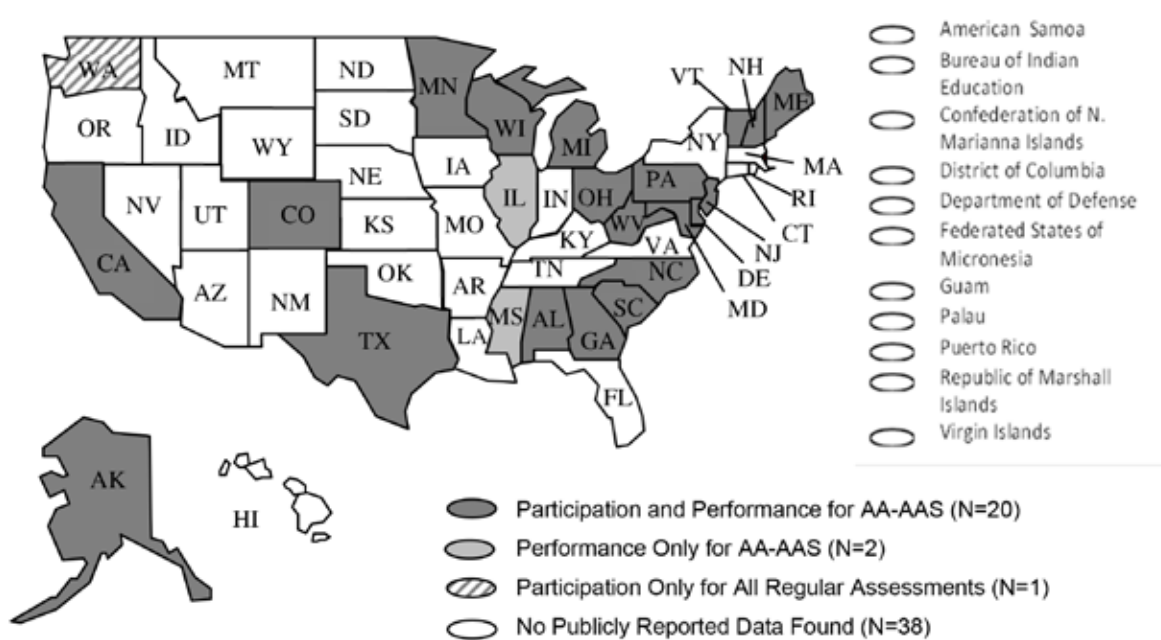 WA
MT
ND
MN
VT
NH
ME
OR
ID
SD
WI
WY
MI
NY
MA
NE
IA
PA
RI
NV
UT
CO
IL
IN
OH
CT
KS
MO
WV
NJ
KY
VA
DE
CA
OK
TN
NC
MD
AZ
NM
AR
SC
TX
MS
AL
GA
LA
FL
AK
HI
American Samoa
Bureau of Indian
Education
Confederation of N.
Marianna Islands
District of Columbia
Department of Defense
Federated States of
Micronesia
Guam
Palau
Puerto Rico
Republic of Marshall
Islands
Virgin Islands
Participation and Performance for AA-AAS (N=20)
Performance Only for AA-AAS (N=2)
Participation Only for All Regular Assessments (N=1)
No Publicly Reported Data Found (N=38)